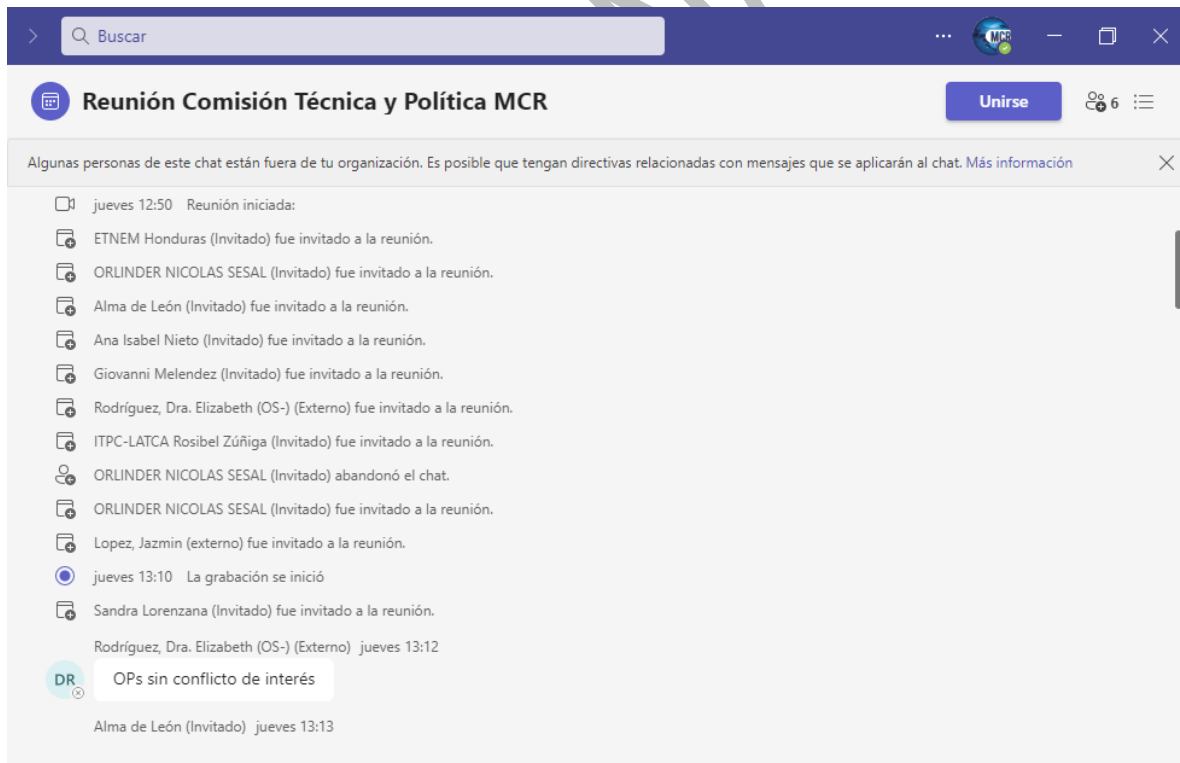 Buscar
MCR
Reunión Comisión Técnica y Política MCR
Unirse
6
Algunas personas de este chat están fuera de tu organización. Es posible que tengan directivas relacionadas con mensajes que se aplicarán al chat. Más información
jueves 12:50 Reunión iniciada:
ETNEM Honduras (Invitado) fue invitado a la reunión.
ORLINDER NICOLAS SESAL (Invitado) fue invitado a la reunión.
Alma de León (Invitado) fue invitado a la reunión.
Ana Isabel Nieto (Invitado) fue invitado a la reunión.
Giovanni Melendez (Invitado) fue invitado a la reunión.
Rodríguez, Dra. Elizabeth (OS-) (Externo) fue invitado a la reunión.
ITPC-LATCA Rosibel Zúñiga (Invitado) fue invitado a la reunión.
ORLINDER NICOLAS SESAL (Invitado) abandonó el chat.
ORLINDER NICOLAS SESAL (Invitado) fue invitado a la reunión.
Lopez, Jazmin (externo) fue invitado a la reunión.
jueves 13:10 La grabación se inició
Sandra Lorenzana (Invitado) fue invitado a la reunión.
Rodríguez, Dra. Elizabeth (OS-) (Externo) jueves 13:12
DR OPs sin conflicto de interés
Alma de León (Invitado) jueves 13:13